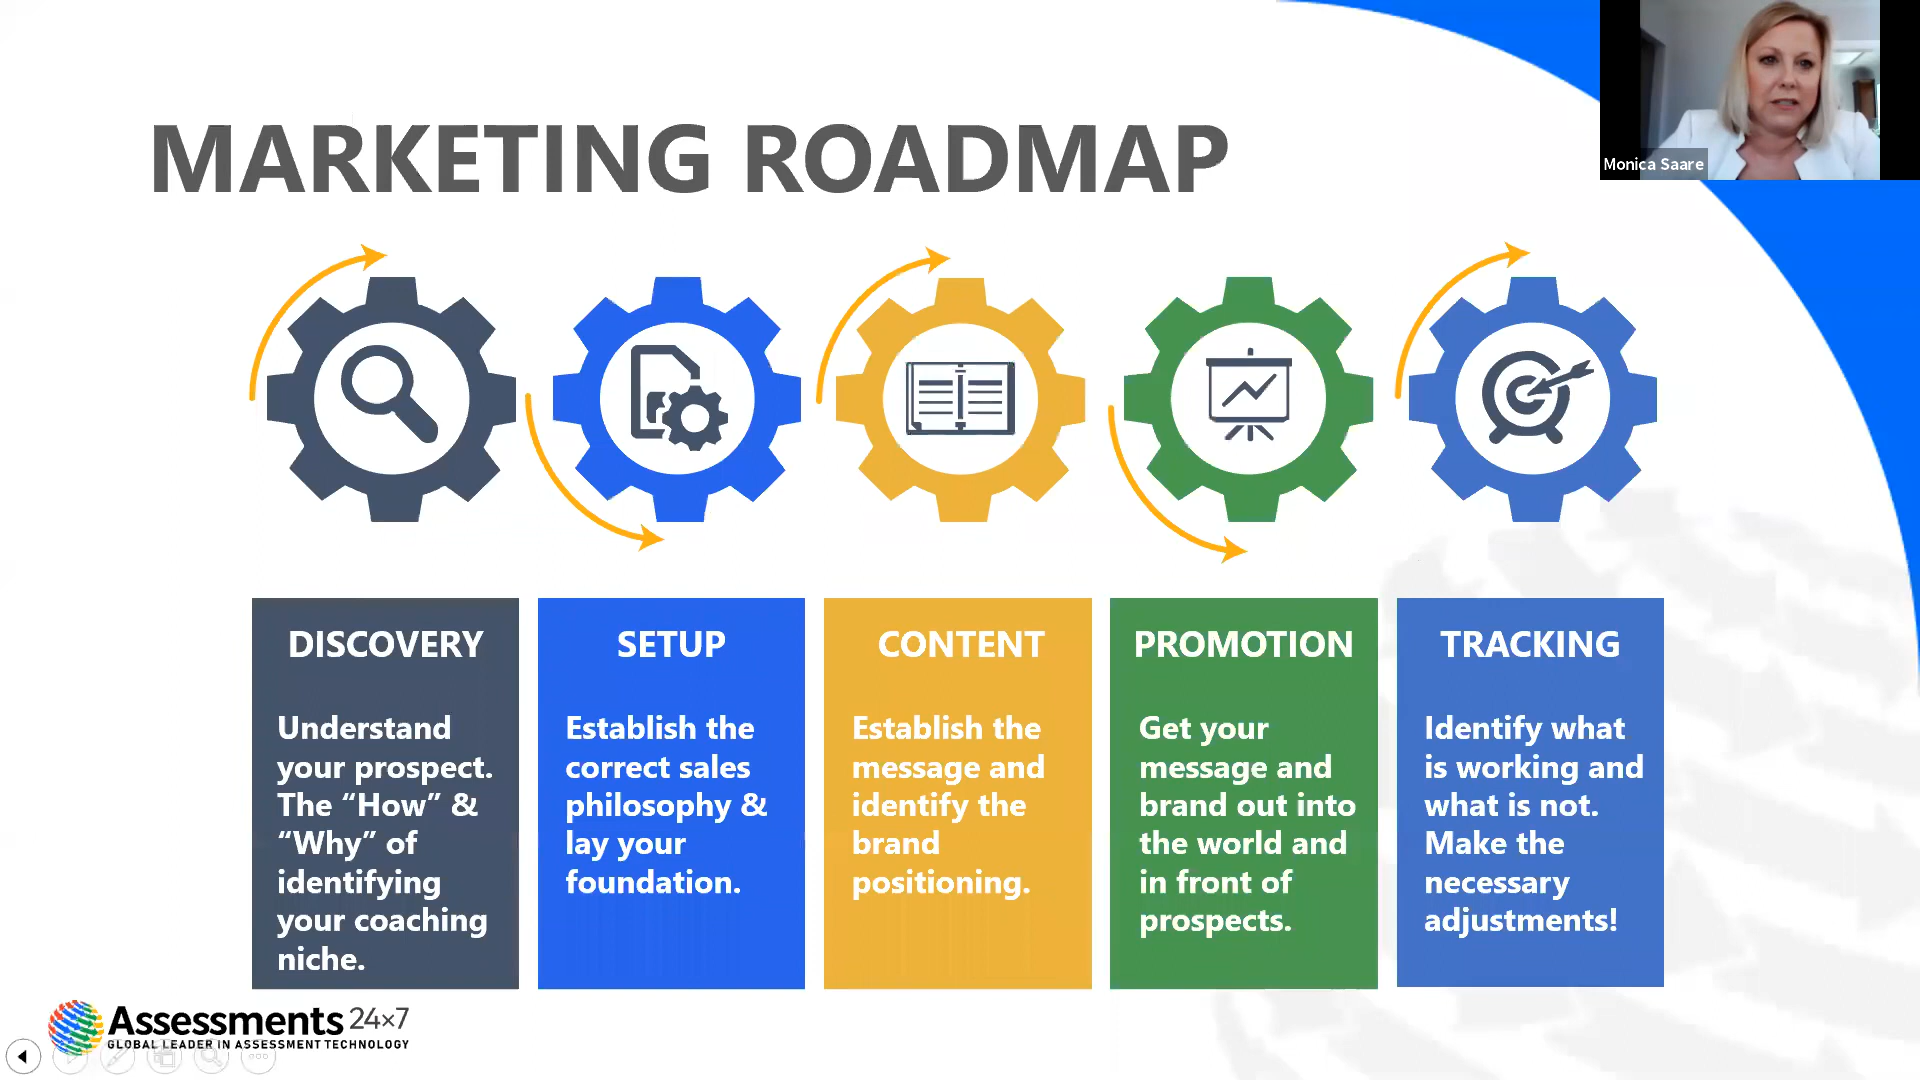 MARKETING ROADMAP
Monica Saare
DISCOVERY
Understand
your prospect.
The “How” &
“Why” of
identifying
your coaching
niche.
SETUP
Establish the
correct sales
philosophy &
lay your
foundation.
CONTENT
Establish the
message and
identify the
brand
positioning.
PROMOTION
Get your
message and
brand out into
the world and
in front of
prospects.
TRACKING
Identify what
is working and
what is not.
Make the
necessary
adjustments!
Assessments 24×7
GLOBAL LEADER IN ASSESSMENT TECHNOLOGY